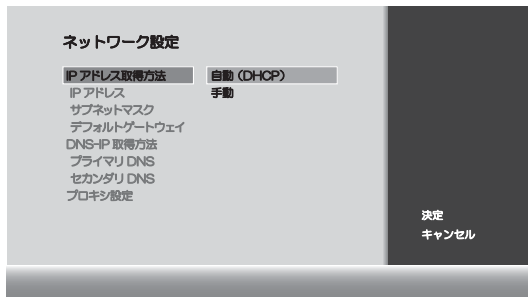 ネットワーク設定
IP アドレス取得方法
自動（DHCP）
IP アドレス
手動
サブネットマスク
デフォルトゲートウェイ
DNS-IP 取得方法
プライマリ DNS
セカンダリ DNS
プロキシ設定
決定
キャンセル